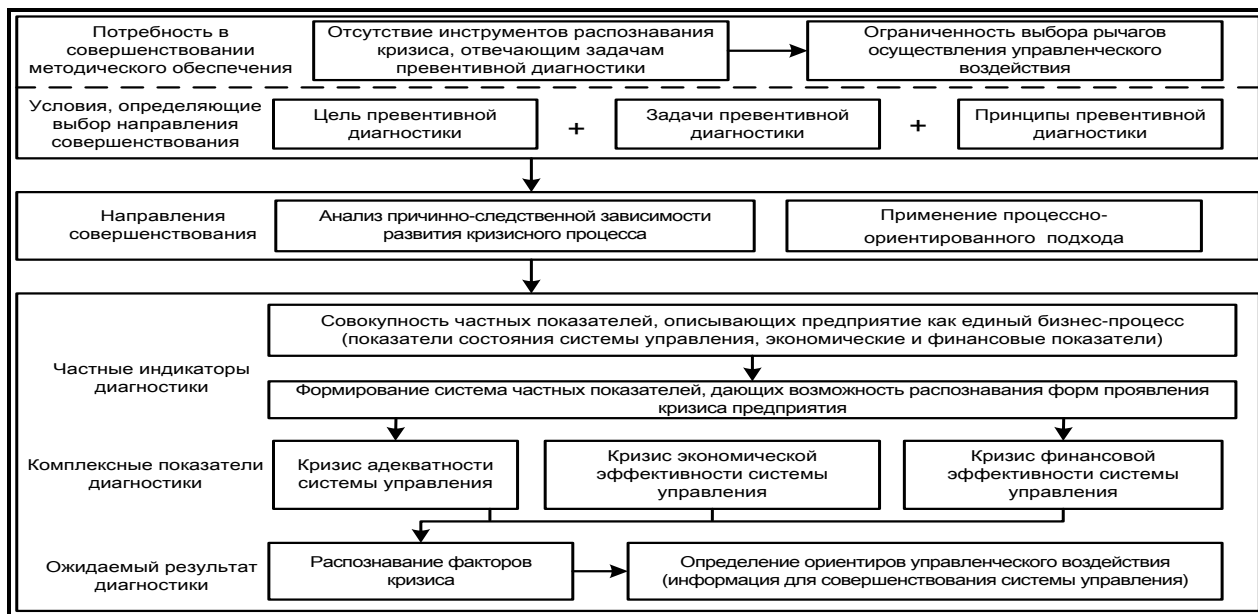 Потребность в
совершенствовании
методического обеспечения
Отсутствие инструментов распознавания
кризиса, отвечающим задачам
превентивной диагностики
Ограниченность выбора рычагов
осуществления управленческого
воздействия
Условия, определяющие
выбор направления
совершенствования
Цель превентивной
диагностики
+
Задачи превентивной
диагностики
+
Принципы превентивной
диагностики
Направления
совершенствования
Анализ причинно-следственной зависимости
развития кризисного процесса
Применение процессно-
ориентированного подхода
Частные индикаторы
диагностики
Совокупность частных показателей, описывающих предприятие как единый бизнес-процесс
(показатели состояния системы управления, экономические и финансовые показатели)
Формирование система частных показателей, дающих возможность распознавания форм проявления
кризиса предприятия
Комплексные показатели
диагностики
Кризис адекватности
системы управления
Кризис экономической
эффективности системы
управления
Кризис финансовой
эффективности системы
управления
Ожидаемый результат
диагностики
Распознавание факторов
кризиса
Определение ориентиров управленческого воздействия
(информация для совершенствования системы управления)